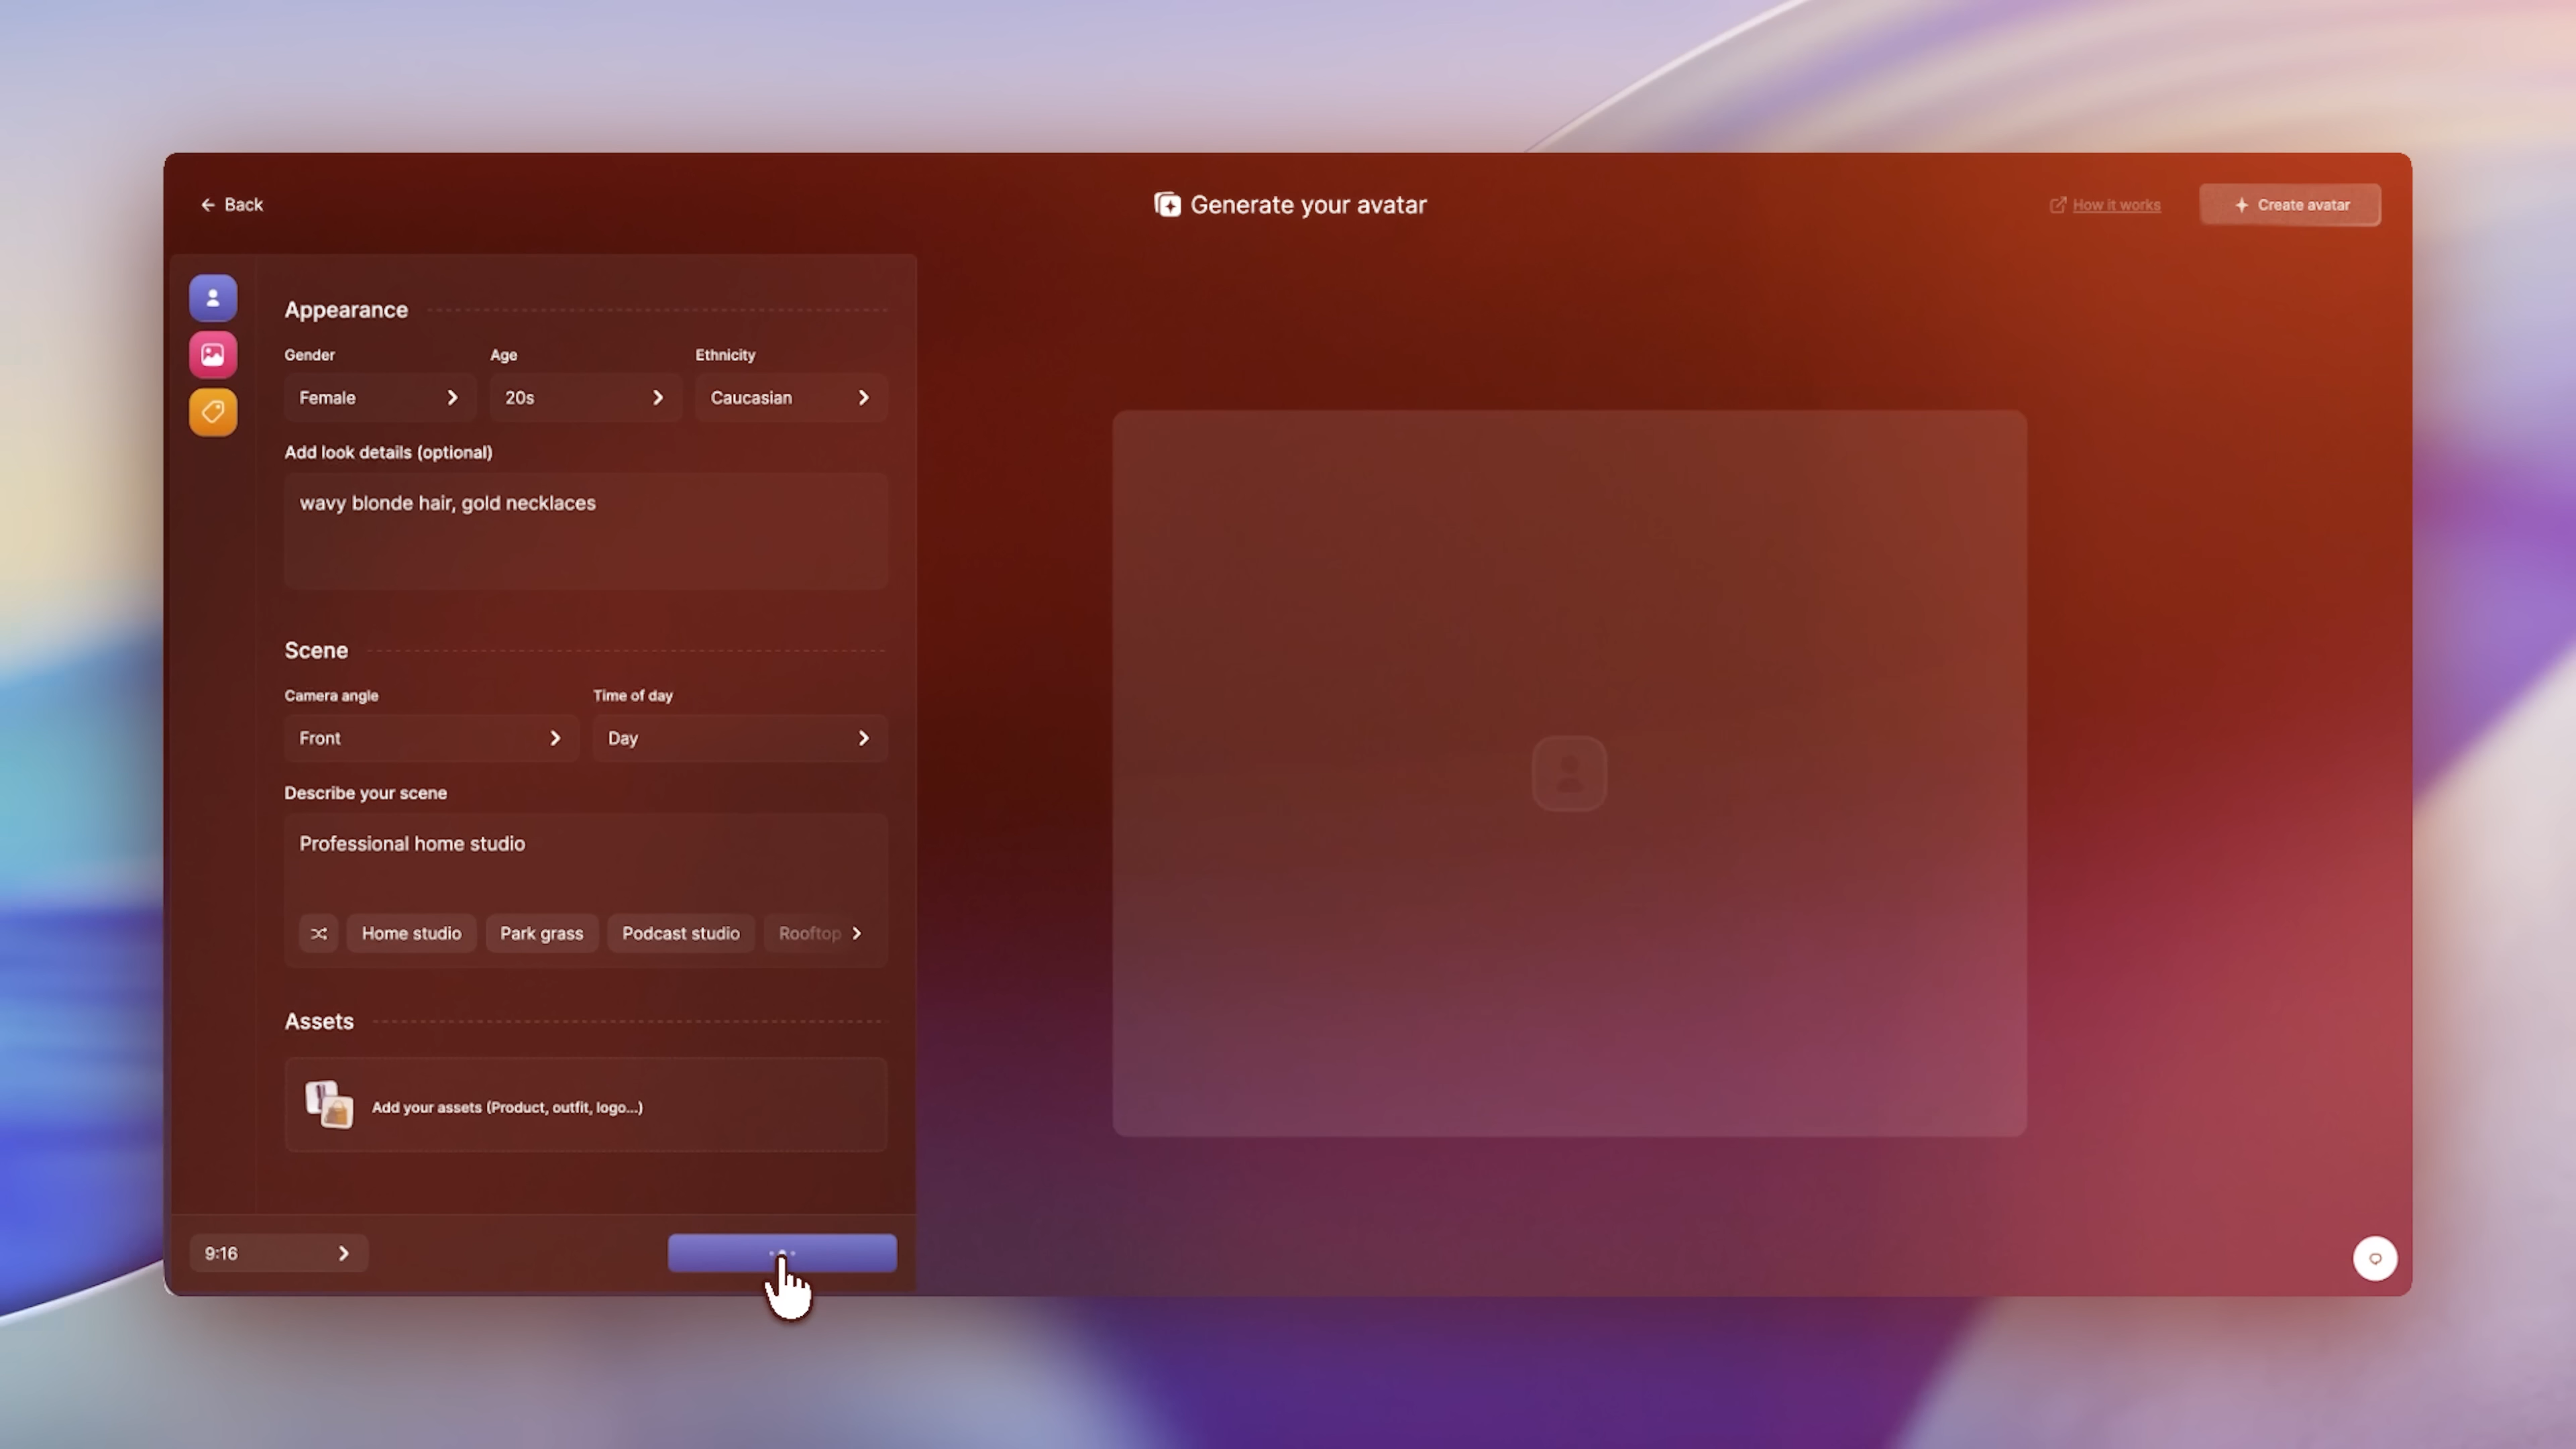 Back
Generate your avatar
How it works
Create avatar
Appearance
Gender
Age
Ethnicity
Female
20s
Caucasian
Add look details (optional)
wavy blonde hair, gold necklaces
Scene
Camera angle
Time of day
Front
Day
Describe your scene
Professional home studio
Home studio
Park grass
Podcast studio
Rooftop
Assets
Add your assets (Product, outfit, logo...)
9:16